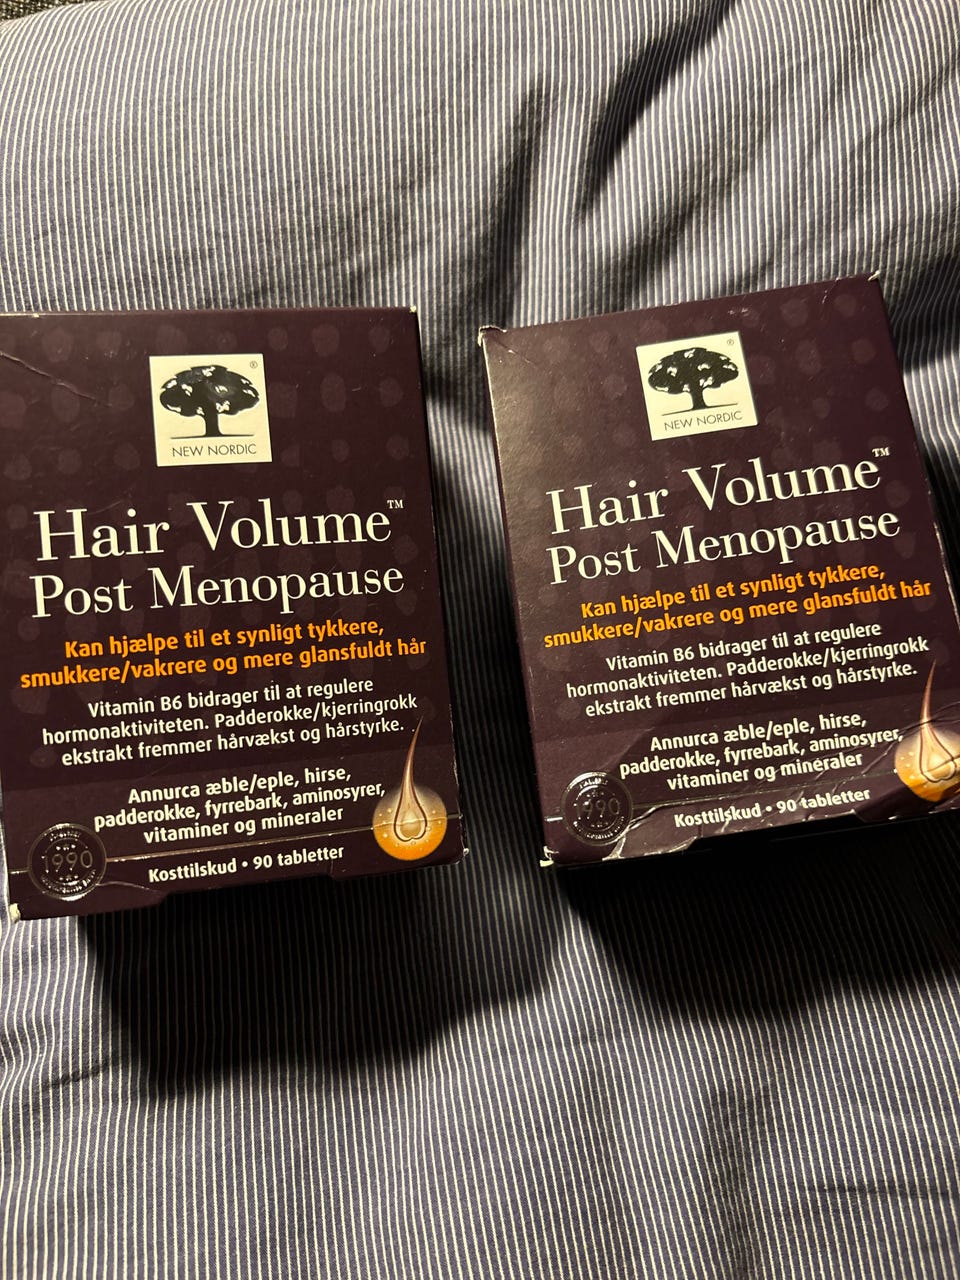 ®
NEW NORDIC
Hair Volume™
Post Menopause
Kan hjælpe til et synligt tykkere,
smukkere/vakrere og mere glansfuldt hår
Vitamin B6 bidrager til at regulere
hormonaktiviteten. Padderokke/kjerringrokk
ekstrakt fremmer hårvækst og hårstyrke.
Annurca æble/eple, hirse,
padderokke, fyrrebark, aminosyrer,
vitaminer og mineraler
1990
Kosttilskud • 90 tabletter
®
NEW NORDIC
Hair Volume™
Post Menopause
Kan hjælpe til et synligt tykkere,
smukkere/vakrere og mere glansfuldt hår
Vitamin B6 bidrager til at regulere
hormonaktiviteten. Padderokke/kjerringrokk
ekstrakt fremmer hårvækst og hårstyrke.
Annurca æble/eple, hirse,
padderokke, fyrrebark, aminosyrer,
vitaminer og mineraler
1990
Kosttilskud • 90 tabletter